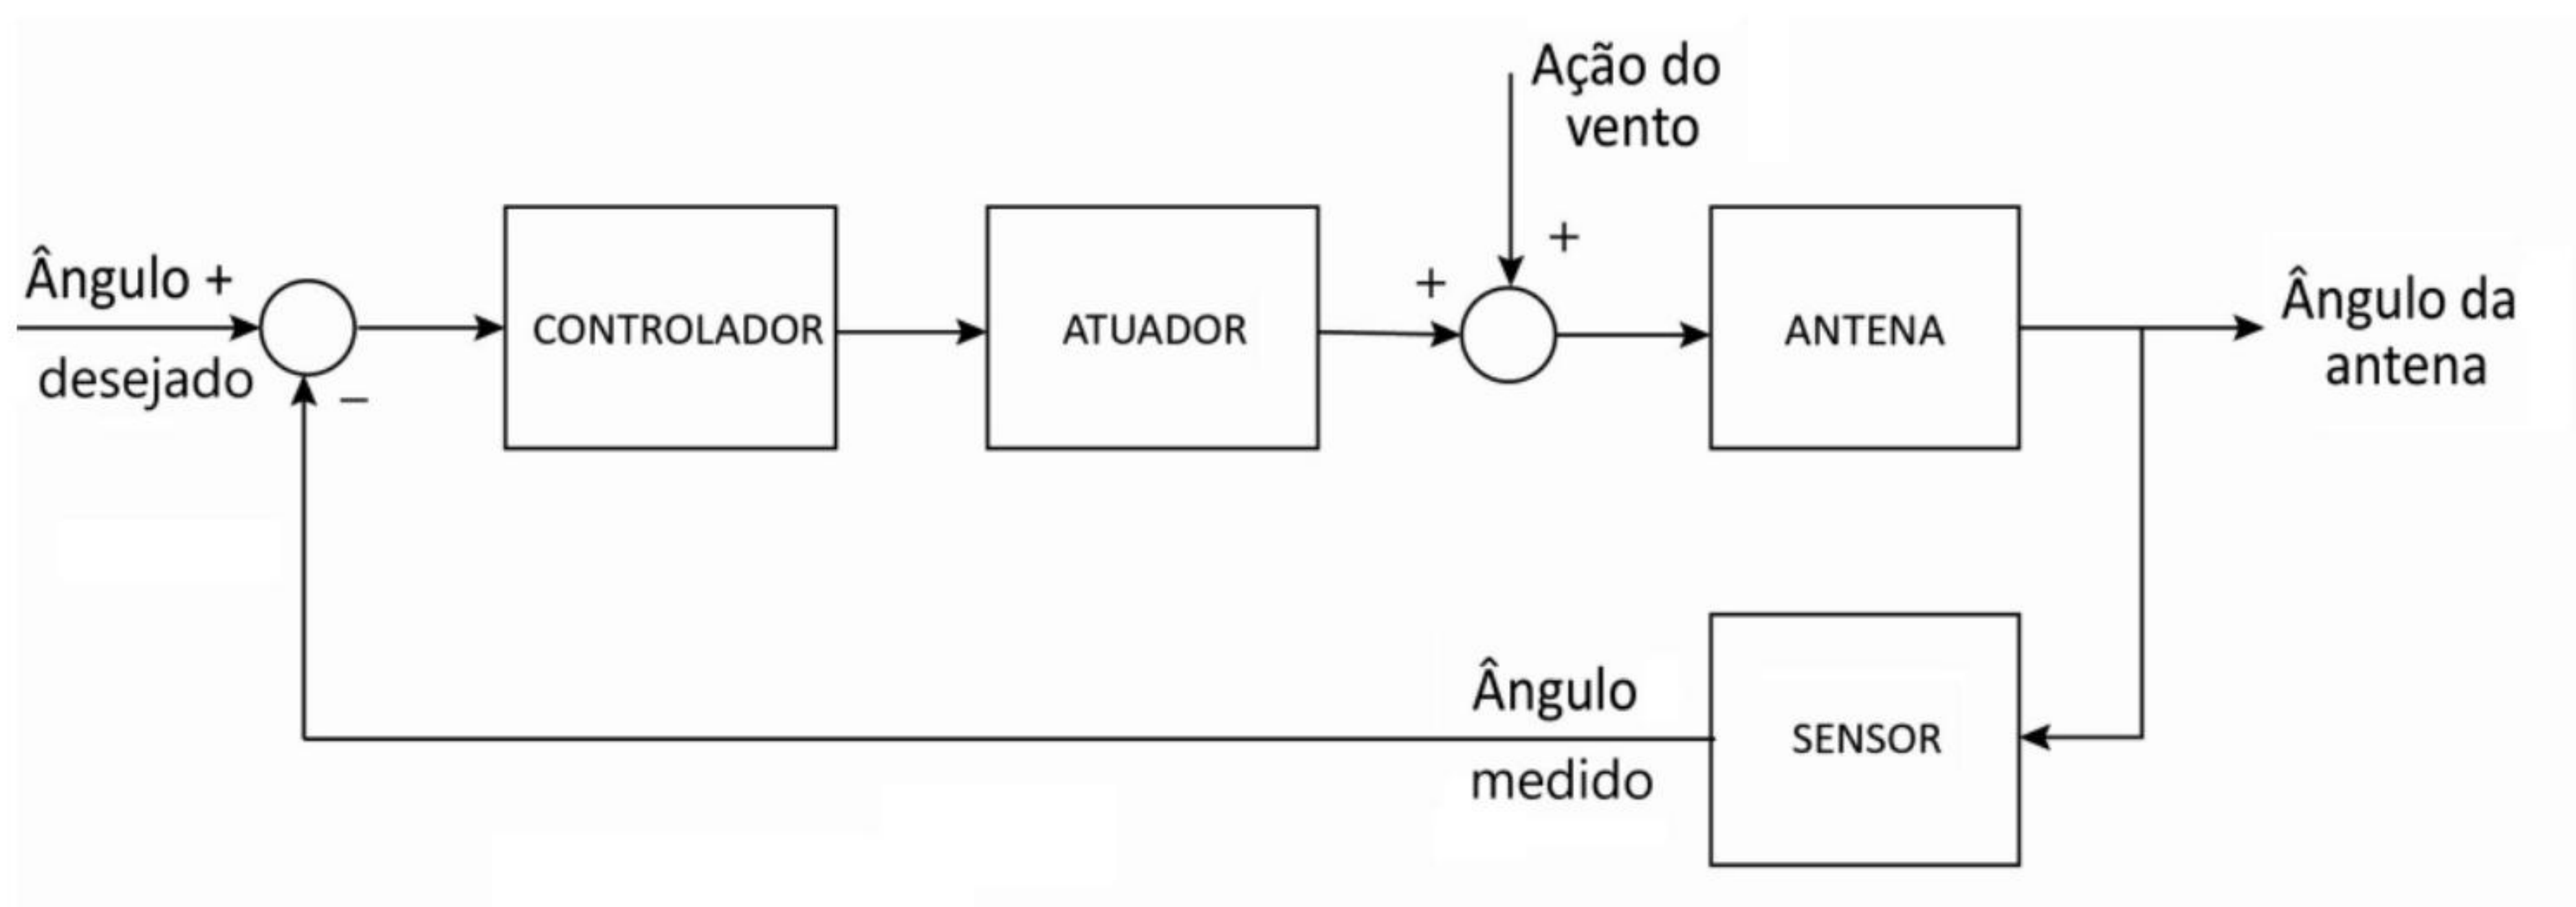 Ação do
vento
Ângulo +
desejado
−
CONTROLADOR
ATUADOR
+
+
ANTENA
Ângulo da
antena
Ângulo
medido
SENSOR